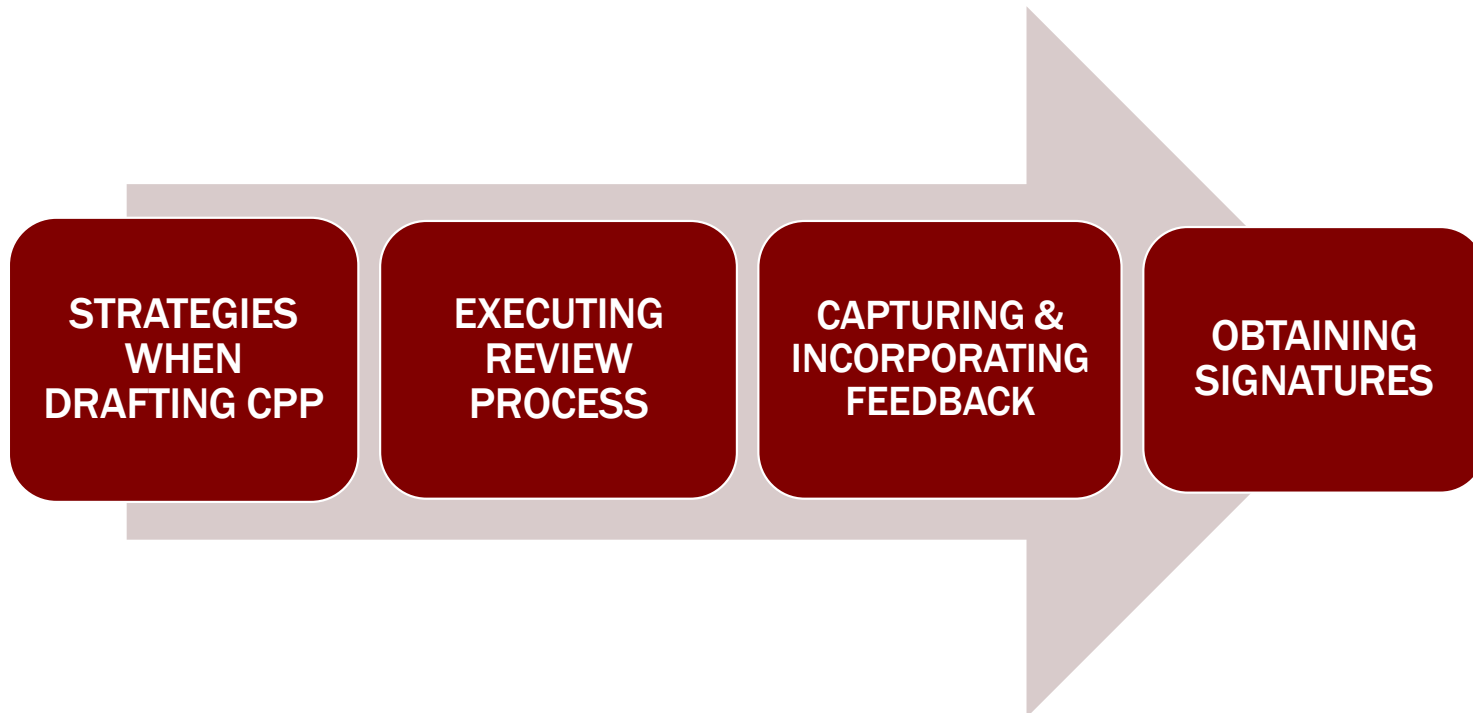 STRATEGIES
WHEN
DRAFTING CPP
EXECUTING
REVIEW
PROCESS
CAPTURING &
INCORPORATING
FEEDBACK
OBTAINING
SIGNATURES